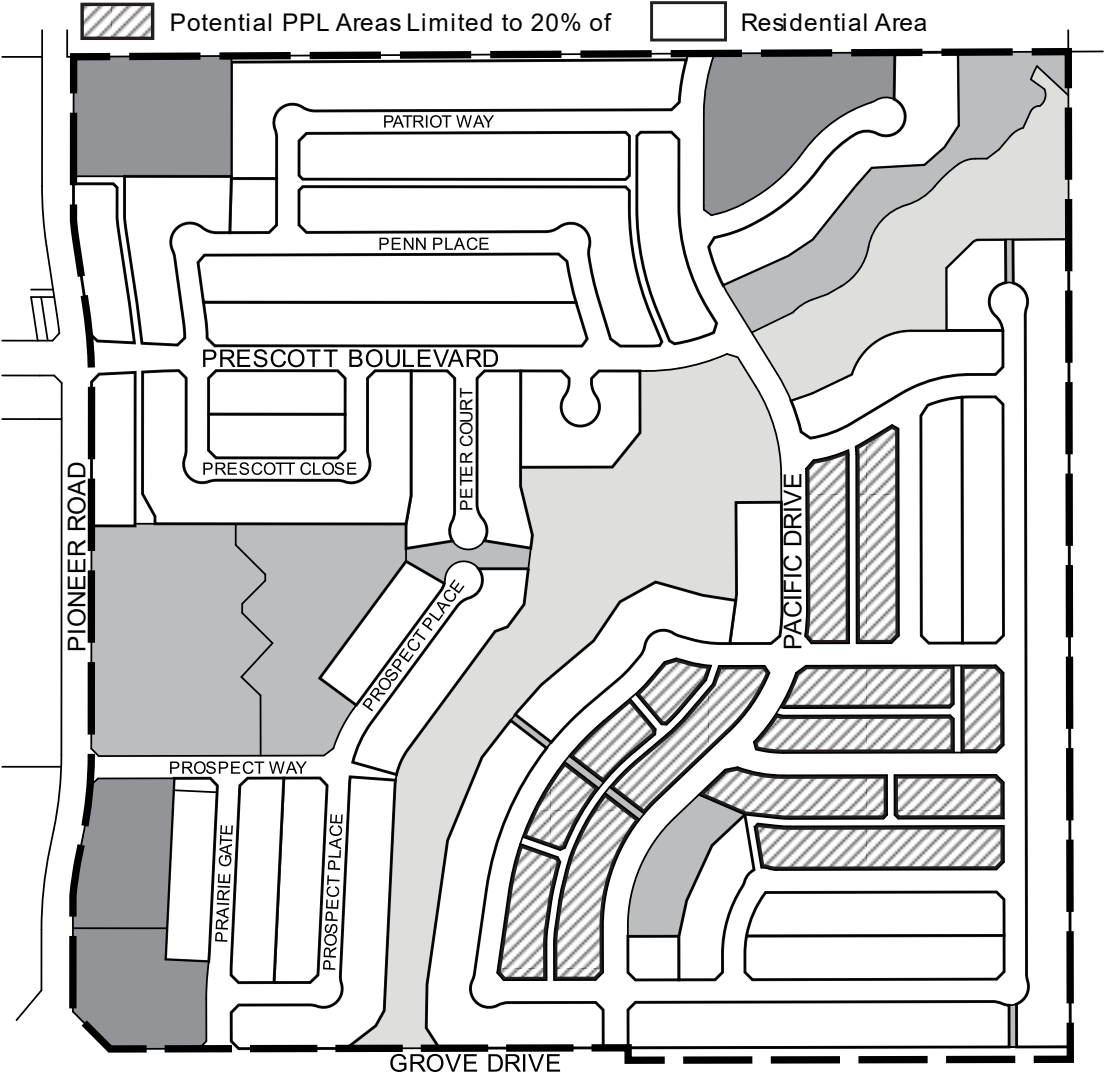 Potential PPL Areas Limited to 20% of Residential Area
PATRIOT WAY
PENN PLACE
PRESCOTT BOULEVARD
PETER COURT
PRESCOTT CLOSE
PIONEER ROAD
PACIFIC DRIVE
PROSPECT PLACE
PROSPECT WAY
PRAIRIE GATE
PROSPECT PLACE
GROVE DRIVE